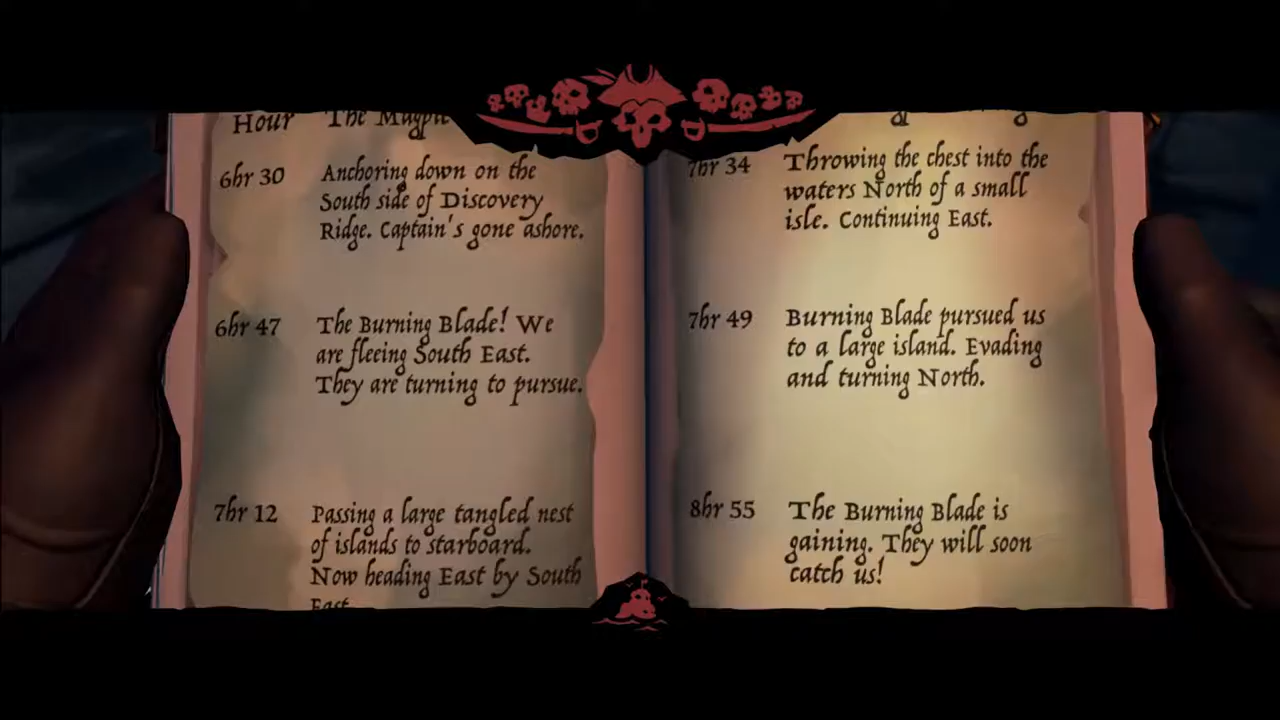 Hour The Magpie
6hr 30 Anchoring down on the
South side of Discovery
Ridge. Captain's gone ashore.
6hr 47 The Burning Blade! We
are fleeing South East.
They are turning to pursue.
7hr 12 Passing a large tangled nest
of islands to starboard.
Now heading East by South
East.
7hr 34 Throwing the chest into the
waters North of a small
isle. Continuing East.
7hr 49 Burning Blade pursued us
to a large island. Evading
and turning North.
8hr 55 The Burning Blade is
gaining. They will soon
catch us!